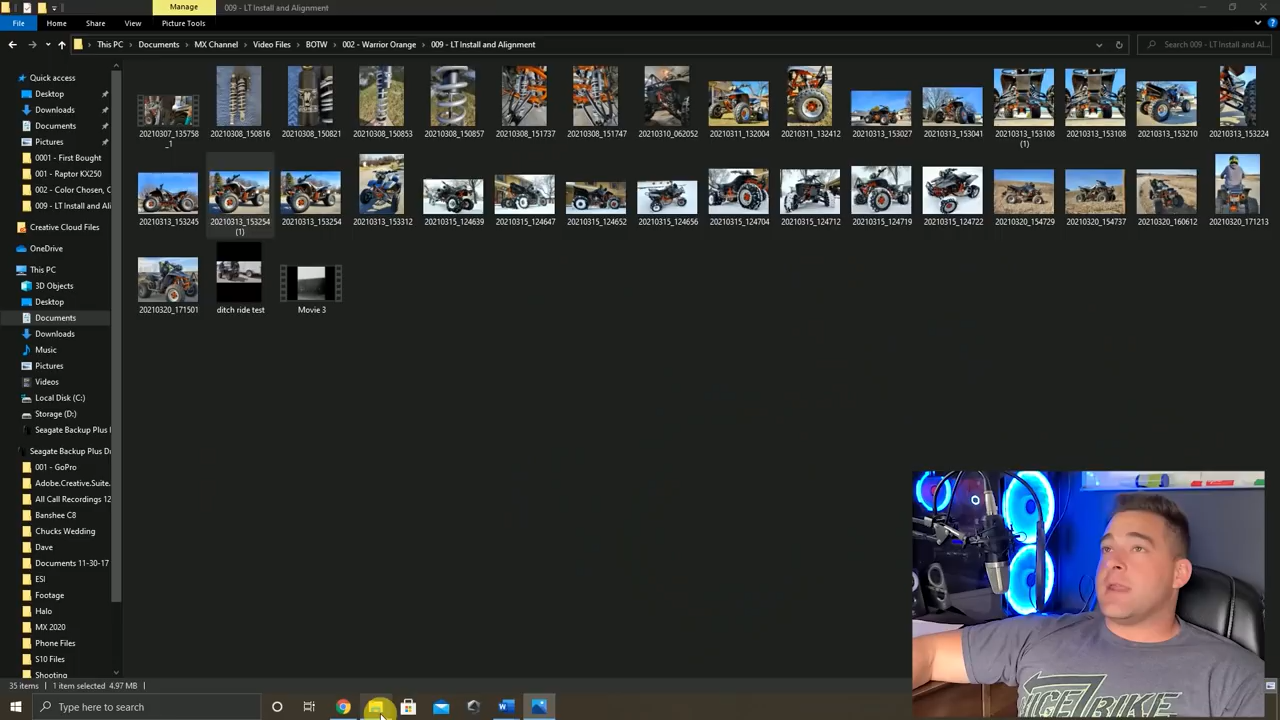 Manage
009 - LT Install and Alignment
File
Home
Share
View
Picture Tools
This PC
Documents
MX Channel
Video Files
BOTW
002 - Warrior Orange
009 - LT Install and Alignment
Search 009 - LT Install and Al...
Quick access
Desktop
Downloads
Documents
Pictures
0001 - First Bought
001 - Raptor KX250
002 - Color Chosen, C
009 - LT Install and Ali
Creative Cloud Files
OneDrive
This PC
3D Objects
Desktop
Documents
Downloads
Music
Pictures
Videos
Local Disk (C:)
Storage (D:)
Seagate Backup Plus
Seagate Backup Plus D
001 - GoPro
Adobe.Creative.Suite.
All Call Recordings 12
Banshee C8
Chucks Wedding
Dave
Documents 11-30-17
ESI
Footage
Halo
MX 2020
Phone Files
S10 Files
Shooting
20210307_135758
_1
20210308_150816
20210308_150821
20210308_150853
20210308_150857
20210308_151737
20210308_151747
20210310_062052
20210311_132004
20210311_132412
20210313_153027
20210313_153041
20210313_153108
(1)
20210313_153108
20210313_153210
20210313_153224
20210313_153245
20210313_153254
(1)
20210313_153254
20210313_153312
20210315_124639
20210315_124647
20210315_124652
20210315_124656
20210315_124704
20210315_124712
20210315_124719
20210315_124722
20210320_154729
20210320_154737
20210320_160612
20210320_171213
20210320_171501
ditch ride test
Movie 3
35 items
1 item selected 4.97 MB
Type here to search